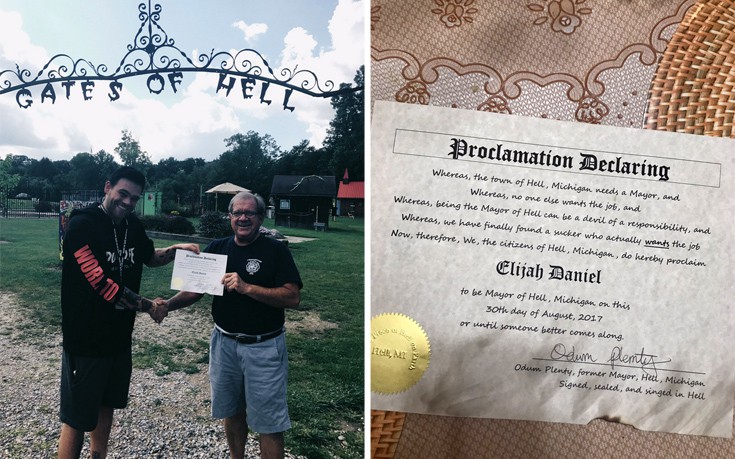 GATES OF HELL
WORLD TO
Proclamation Declaring
Whereas, the town of Hell, Michigan needs a Mayor, and
Whereas, no one else wants the job, and
Whereas, being the Mayor of Hell can be a devil of a responsibility, and
Whereas, we have finally found a sucker who actually wants the job
Now, therefore, We, the citizens of Hell, Michigan, do hereby proclaim
Elijah Daniel
to be Mayor of Hell, Michigan on this
30th day of August, 2017
or until someone better comes along.
Odum Plenty
Odum Plenty, former Mayor, Hell, Michigan
Signed, sealed, and singed in Hell
Hell, MI